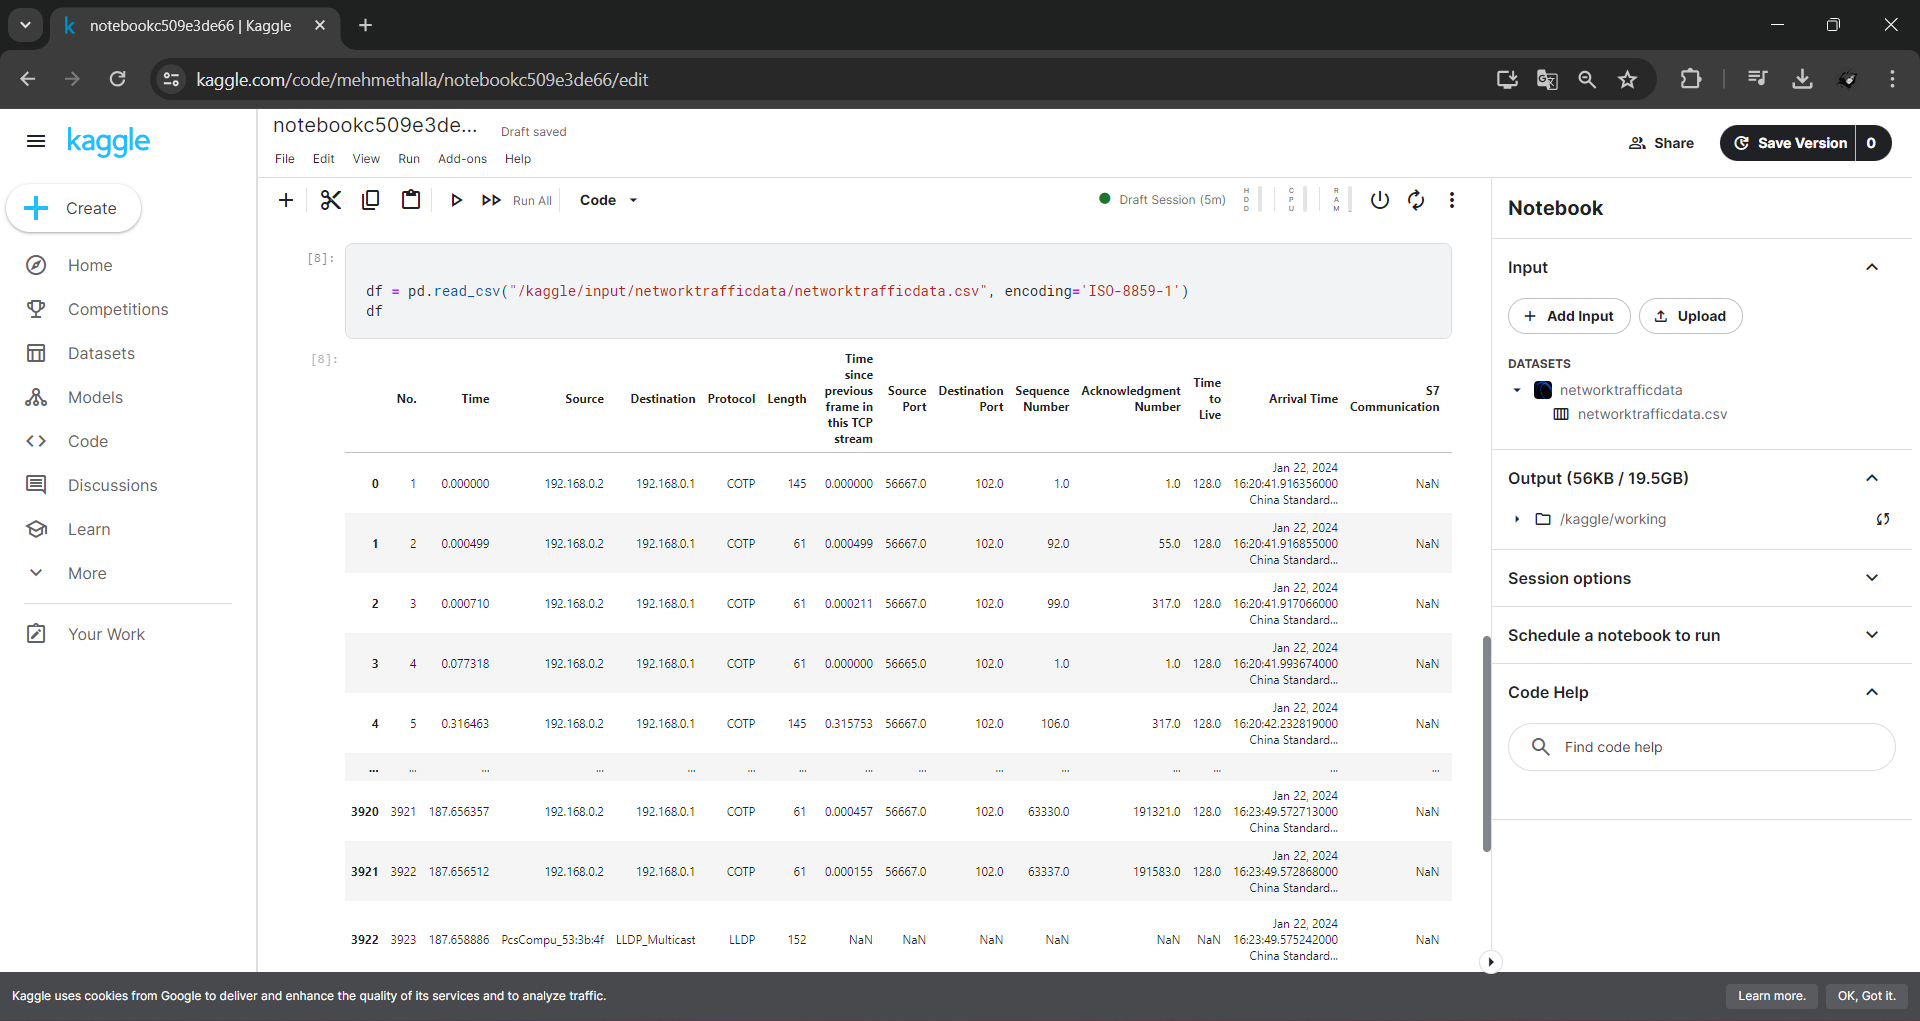 notebookc509e3de66 | Kaggle
kaggle.com/code/mehmethalla/notebookc509e3de66/edit
kaggle
Create
Home
Competitions
Datasets
Models
Code
Discussions
Learn
More
Your Work
notebookc509e3de...
Draft saved
File Edit View Run Add-ons Help
Share
Save Version 0
Run All
Code
Draft Session (5m)
HDD
CPU
RAM
[8]:
df = pd.read_csv("/kaggle/input/networktrafficdata/networktrafficdata.csv", encoding='ISO-8859-1')
df
[8]:
No. Time Source Destination Protocol Length Time since previous frame in this TCP stream Source Port Destination Port Sequence Number Acknowledgment Number Time to Live Arrival Time S7 Communication
0 1 0.000000 192.168.0.2 192.168.0.1 COTP 145 0.000000 56667.0 102.0 1.0 1.0 128.0 Jan 22, 2024 16:20:41.916356000 China Standard... NaN
1 2 0.000499 192.168.0.2 192.168.0.1 COTP 61 0.000499 56667.0 102.0 92.0 55.0 128.0 Jan 22, 2024 16:20:41.916855000 China Standard... NaN
2 3 0.000710 192.168.0.2 192.168.0.1 COTP 61 0.000211 56667.0 102.0 99.0 317.0 128.0 Jan 22, 2024 16:20:41.917066000 China Standard... NaN
3 4 0.077318 192.168.0.2 192.168.0.1 COTP 61 0.000000 56665.0 102.0 1.0 1.0 128.0 Jan 22, 2024 16:20:41.993674000 China Standard... NaN
4 5 0.316463 192.168.0.2 192.168.0.1 COTP 145 0.315753 56667.0 102.0 106.0 317.0 128.0 Jan 22, 2024 16:20:42.232819000 China Standard... NaN
... ... ... ... ... ... ... ... ... ... ... ... ... ... ...
3920 3921 187.656357 192.168.0.2 192.168.0.1 COTP 61 0.000457 56667.0 102.0 63330.0 191321.0 128.0 Jan 22, 2024 16:23:49.572713000 China Standard... NaN
3921 3922 187.656512 192.168.0.2 192.168.0.1 COTP 61 0.000155 56667.0 102.0 63337.0 191583.0 128.0 Jan 22, 2024 16:23:49.572868000 China Standard... NaN
3922 3923 187.658886 PcsCompu_53:3b:4f LLDP_Multicast LLDP 152 NaN NaN NaN NaN NaN NaN Jan 22, 2024 16:23:49.575242000 China Standard... NaN
Notebook
Input
Add Input
Upload
DATASETS
networktrafficdata
networktrafficdata.csv
Output (56KB / 19.5GB)
/kaggle/working
Session options
Schedule a notebook to run
Code Help
Find code help
Kaggle uses cookies from Google to deliver and enhance the quality of its services and to analyze traffic.
Learn more.
OK, Got it.